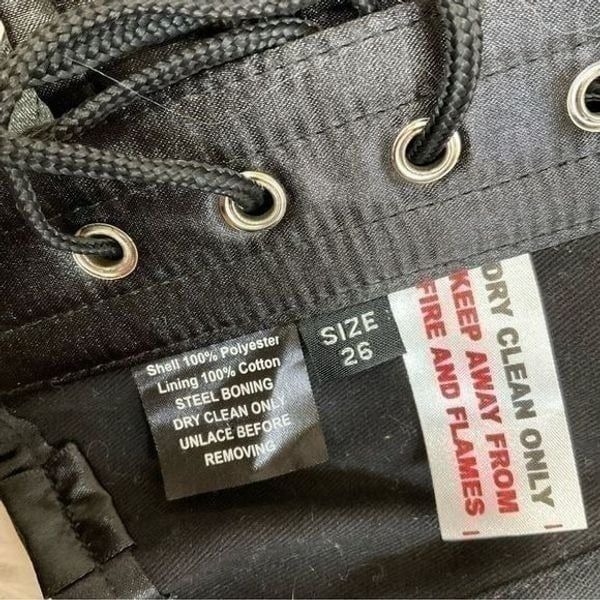 Shell 100% Polyester
Lining 100% Cotton
STEEL BONING
DRY CLEAN ONLY
UNLACE BEFORE
REMOVING
SIZE
26
DRY CLEAN ONLY
KEEP AWAY FROM
FIRE AND FLAMES